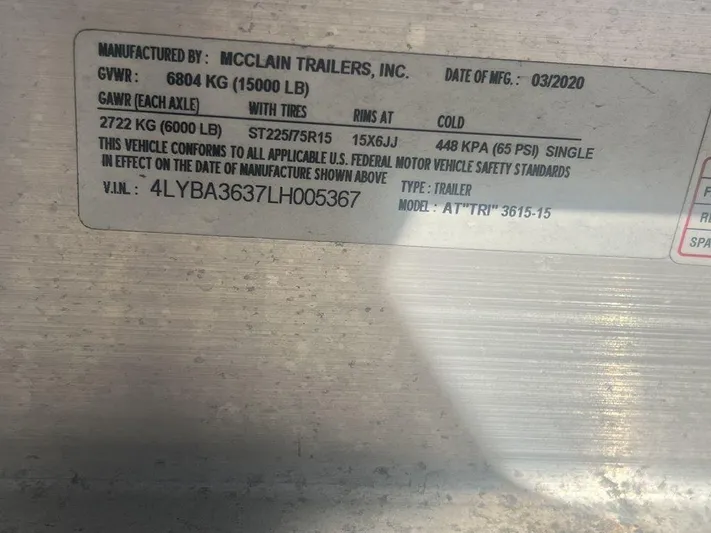 MANUFACTURED BY: MCCLAIN TRAILERS, INC. DATE OF MFG.: 03/2020
GVWR: 6804 KG (15000 LB)
GAWR (EACH AXLE) WITH TIRES RIMS AT COLD
2722 KG (6000 LB) ST225/75R15 15X6JJ 448 KPA (65 PSI) SINGLE
THIS VEHICLE CONFORMS TO ALL APPLICABLE U.S. FEDERAL MOTOR VEHICLE SAFETY STANDARDS
IN EFFECT ON THE DATE OF MANUFACTURE SHOWN ABOVE
V.I.N.: 4LYBA3637LH005367 TYPE: TRAILER
MODEL: AT"TRI" 3615-15